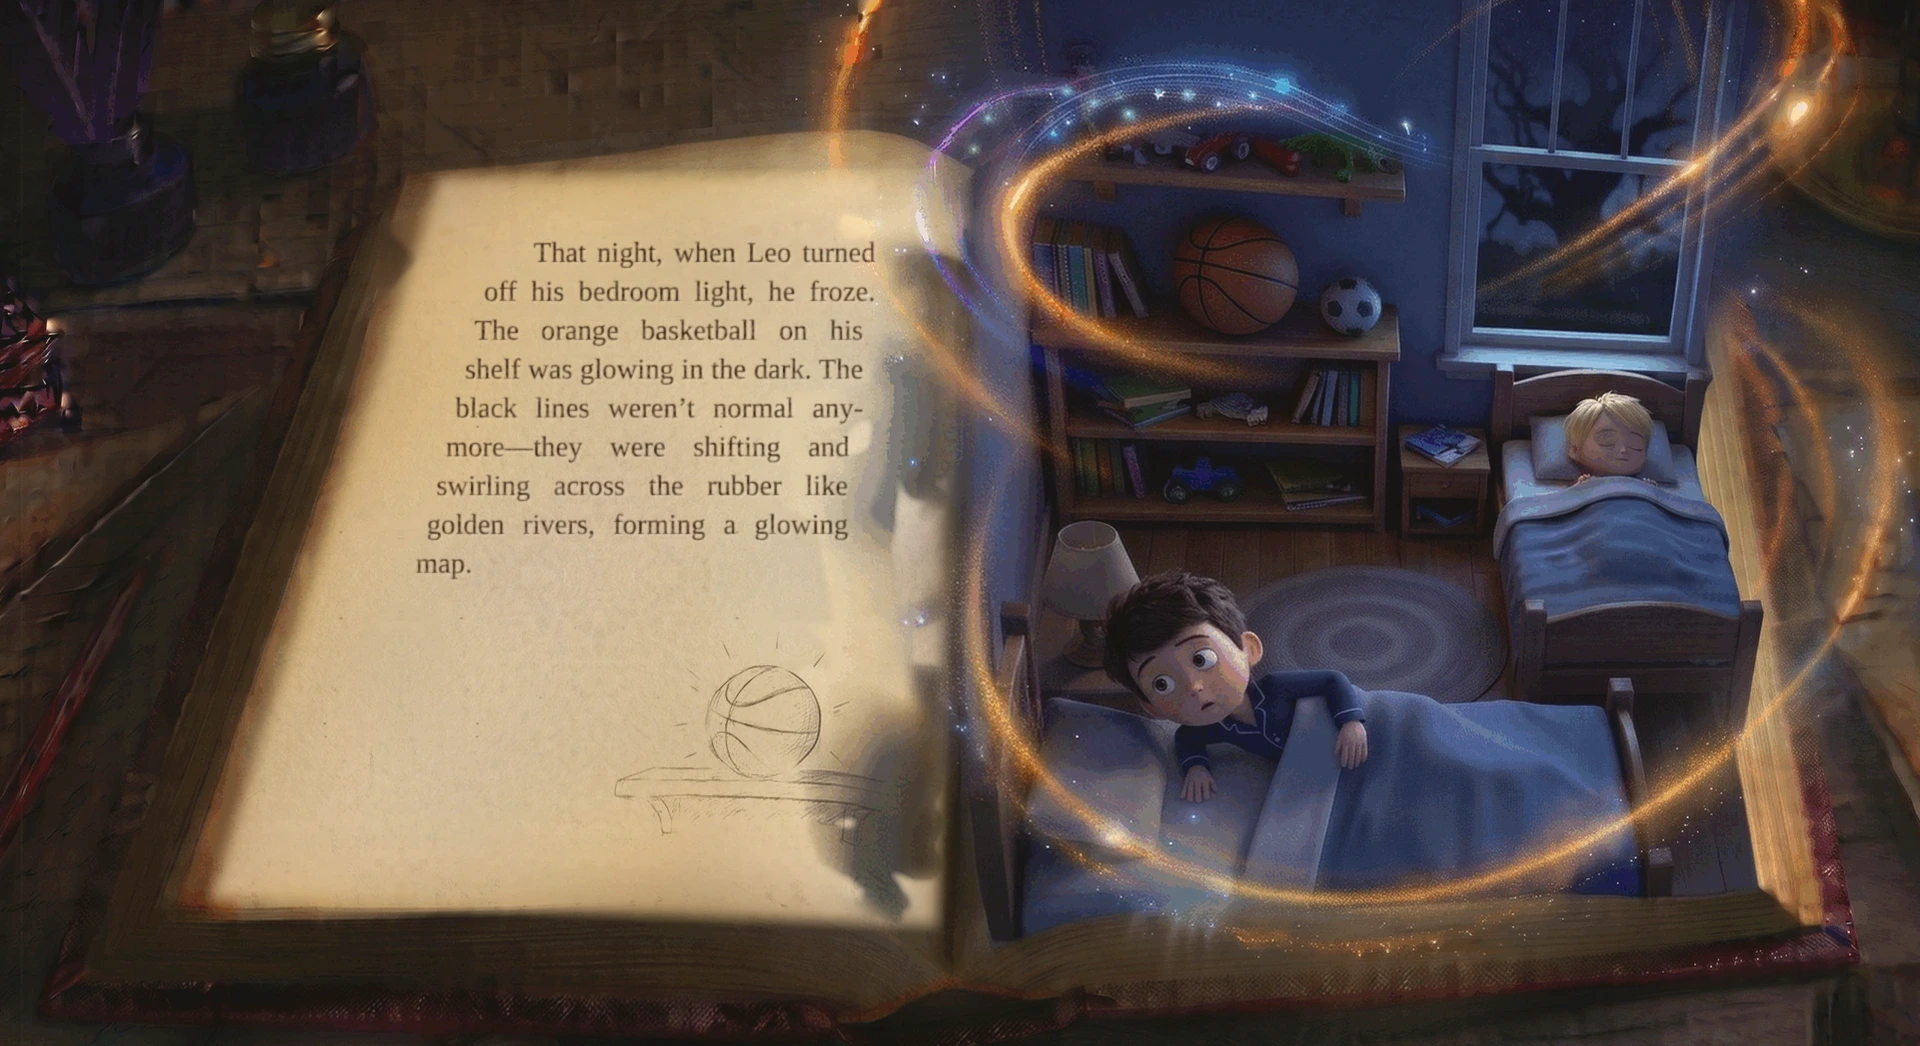 That night, when Leo turned
off his bedroom light, he froze.
The orange basketball on his
shelf was glowing in the dark. The
black lines weren’t normal any-
more—they were shifting and
swirling across the rubber like
golden rivers, forming a glowing
map.